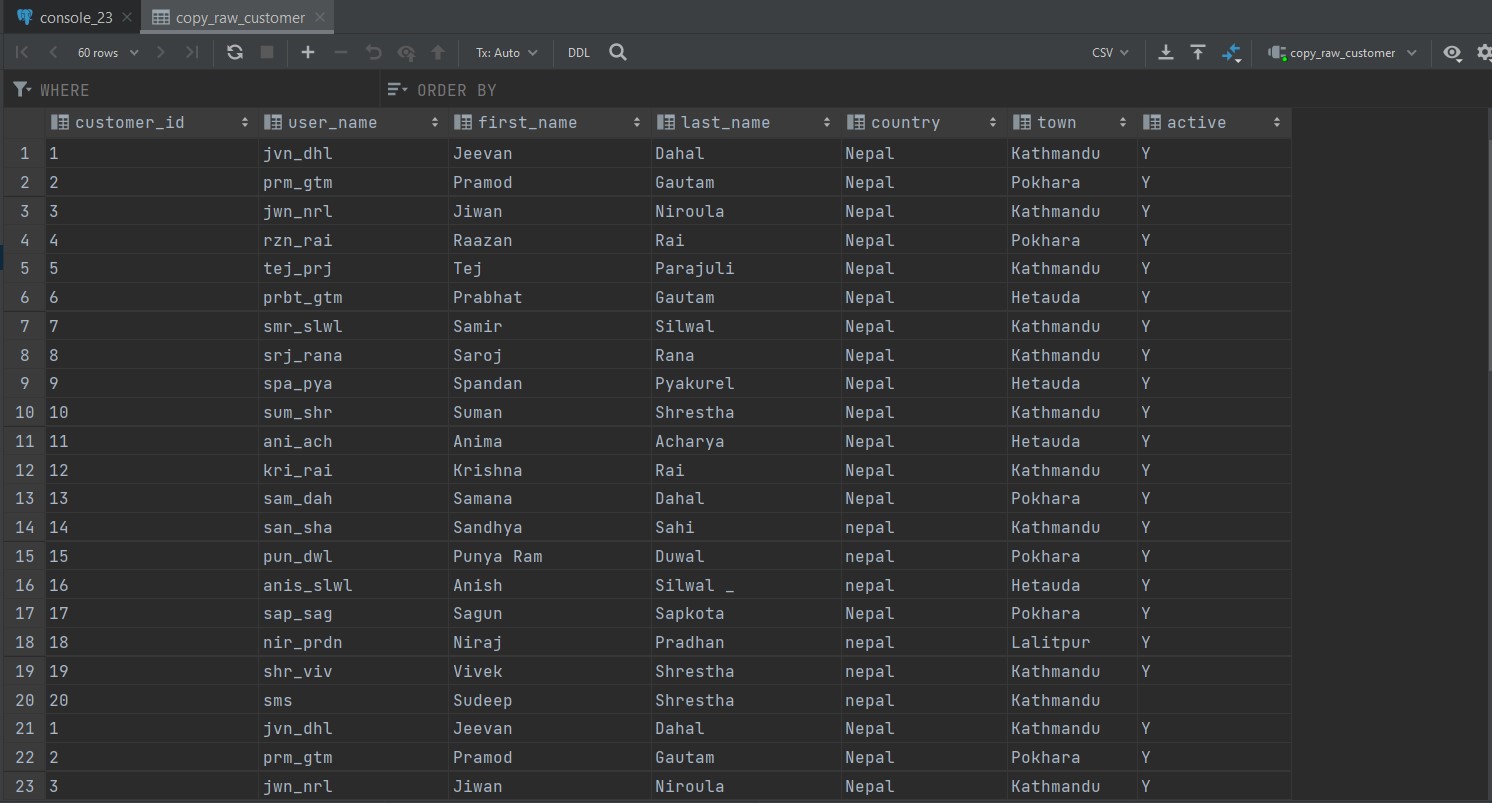 console_23 copy_raw_customer
60 rows Tx: Auto DDL CSV copy_raw_customer
WHERE ORDER BY
customer_id user_name first_name last_name country town active
1 1 jvn_dhl Jeevan Dahal Nepal Kathmandu Y
2 2 prm_gtm Pramod Gautam Nepal Pokhara Y
3 3 jwn_nrl Jiwan Niroula Nepal Kathmandu Y
4 4 rzn_rai Raazan Rai Nepal Pokhara Y
5 5 tej_prj Tej Parajuli Nepal Kathmandu Y
6 6 prbt_gtm Prabhat Gautam Nepal Hetauda Y
7 7 smr_slwl Samir Silwal Nepal Kathmandu Y
8 8 srj_rana Saroj Rana Nepal Kathmandu Y
9 9 spa_pya Spandan Pyakurel Nepal Hetauda Y
10 10 sum_shr Suman Shrestha Nepal Kathmandu Y
11 11 ani_ach Anima Acharya Nepal Hetauda Y
12 12 kri_rai Krishna Rai Nepal Kathmandu Y
13 13 sam_dah Samana Dahal Nepal Pokhara Y
14 14 san_sha Sandhya Sahi nepal Kathmandu Y
15 15 pun_dwl Punya Ram Duwal nepal Pokhara Y
16 16 anis_slwl Anish Silwal _ nepal Hetauda Y
17 17 sap_sag Sagun Sapkota Nepal Pokhara Y
18 18 nir_prdn Niraj Pradhan nepal Lalitpur Y
19 19 shr_viv Vivek Shrestha nepal Kathmandu Y
20 20 sms Sudeep Shrestha nepal Kathmandu
21 1 jvn_dhl Jeevan Dahal Nepal Kathmandu Y
22 2 prm_gtm Pramod Gautam Nepal Pokhara Y
23 3 jwn_nrl Jiwan Niroula Nepal Kathmandu Y